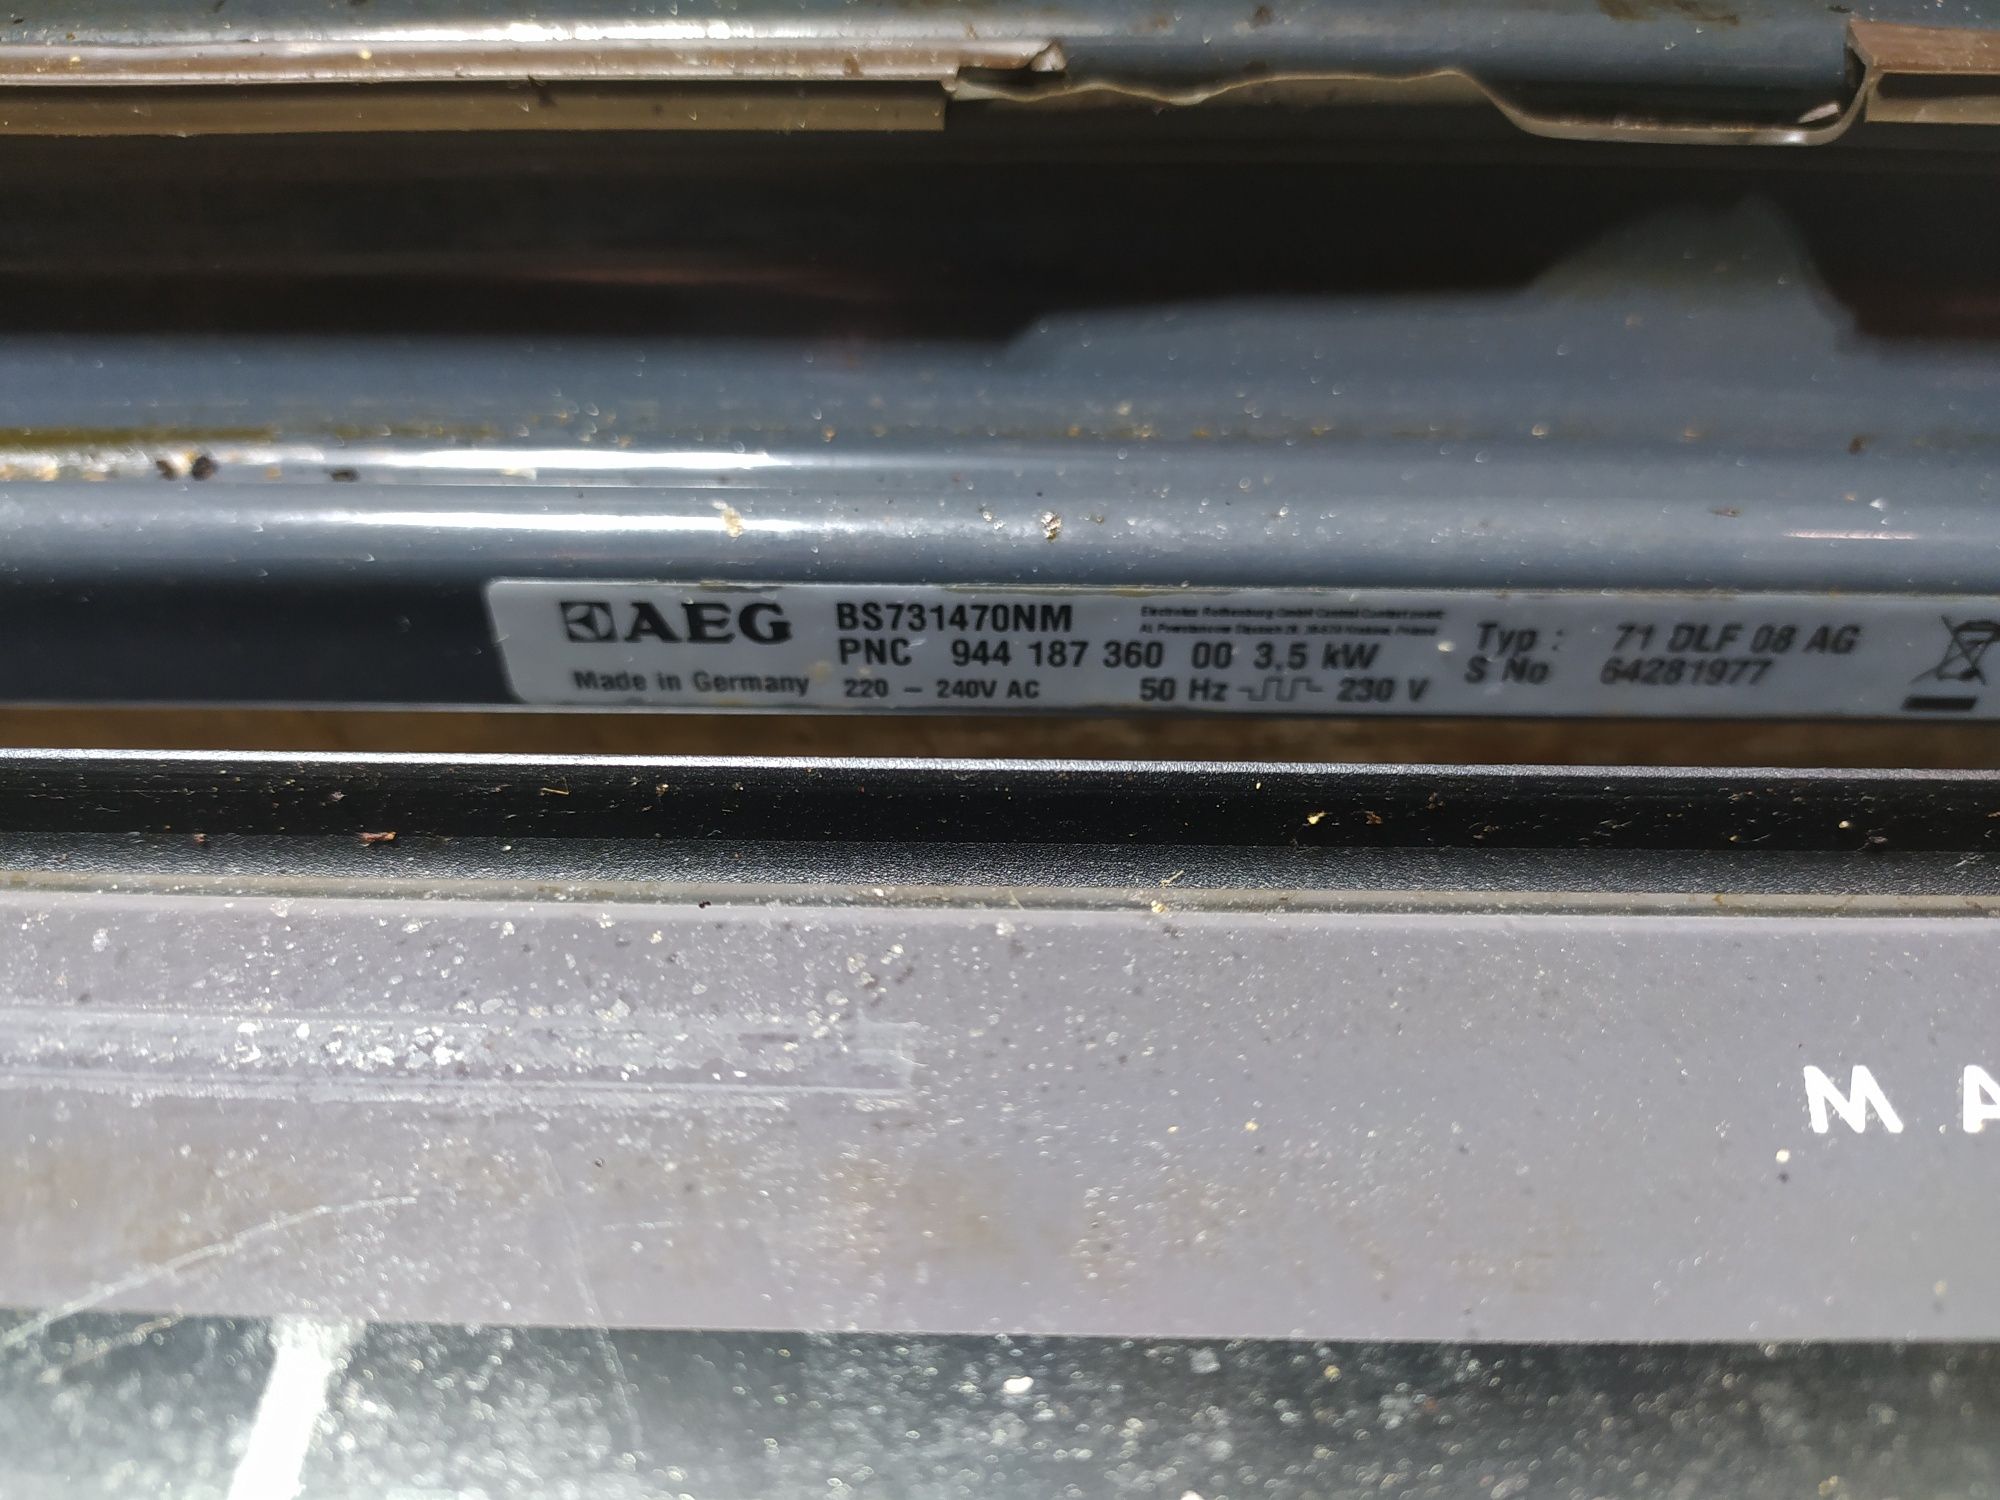 AEG BS731470NM
PNC 944 187 360 00 3.5 kW
Made in Germany 220 - 240V AC 50 Hz 230 V
Typ : 71 DLF 08 AG
S No 64281977
M A